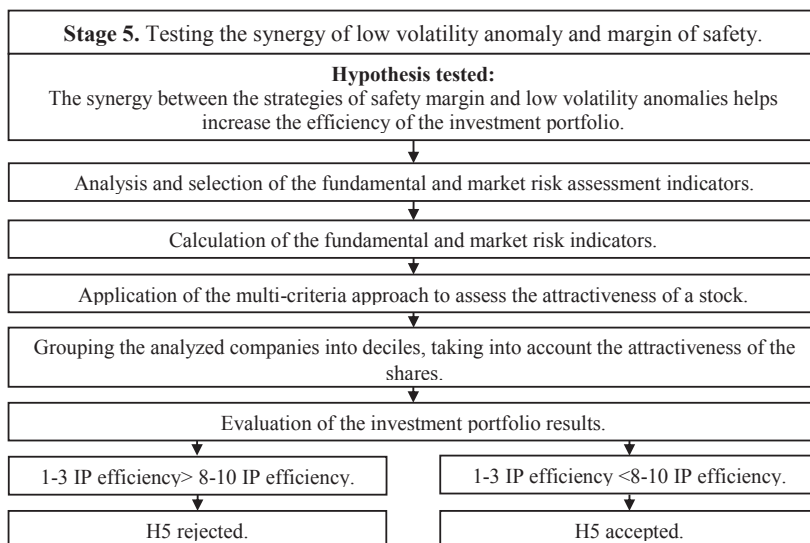 Stage 5. Testing the synergy of low volatility anomaly and margin of safety.
Hypothesis tested:
The synergy between the strategies of safety margin and low volatility anomalies helps
increase the efficiency of the investment portfolio.
Analysis and selection of the fundamental and market risk assessment indicators.
Calculation of the fundamental and market risk indicators.
Application of the multi-criteria approach to assess the attractiveness of a stock.
Grouping the analyzed companies into deciles, taking into account the attractiveness of the
shares.
Evaluation of the investment portfolio results.
1-3 IP efficiency> 8-10 IP efficiency.
1-3 IP efficiency <8-10 IP efficiency.
H5 rejected.
H5 accepted.